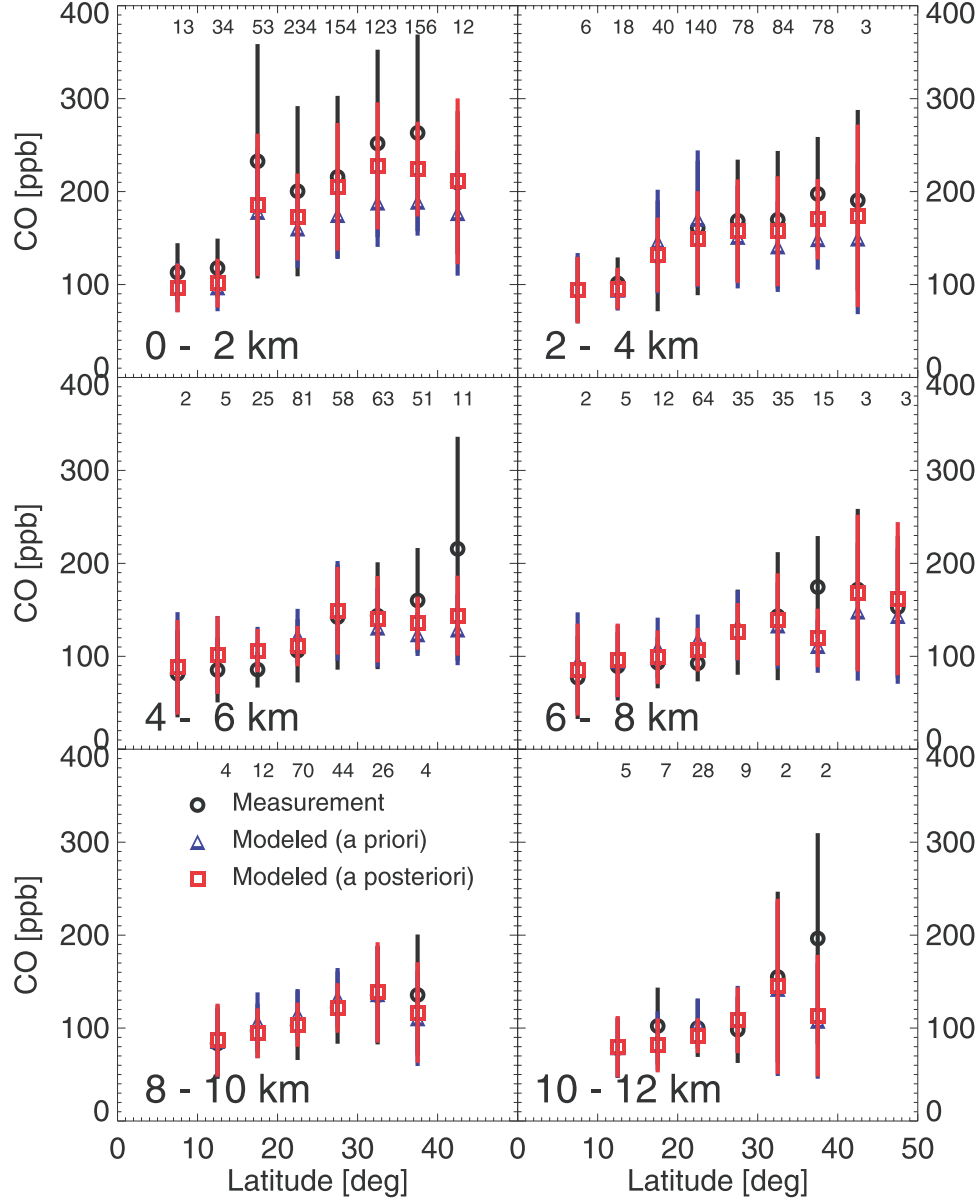 13 34 53 234 154 123 156 12
6 18 40 140 78 84 78 3
400 400
300 300
200 200
100 100
0 0
CO [ppb]
0 - 2 km
2 - 4 km
2 5 25 81 58 63 51 11
2 5 12 64 35 35 15 3 3
400 400
300 300
200 200
100 100
0 0
CO [ppb]
4 - 6 km
6 - 8 km
4 12 70 44 26 4
5 7 28 9 2 2
400 400
300 300
200 200
100 100
0 0
CO [ppb]
Measurement
Modeled (a priori)
Modeled (a posteriori)
8 - 10 km
10 - 12 km
0 10 20 30 40
0 10 20 30 40 50
Latitude [deg]
Latitude [deg]